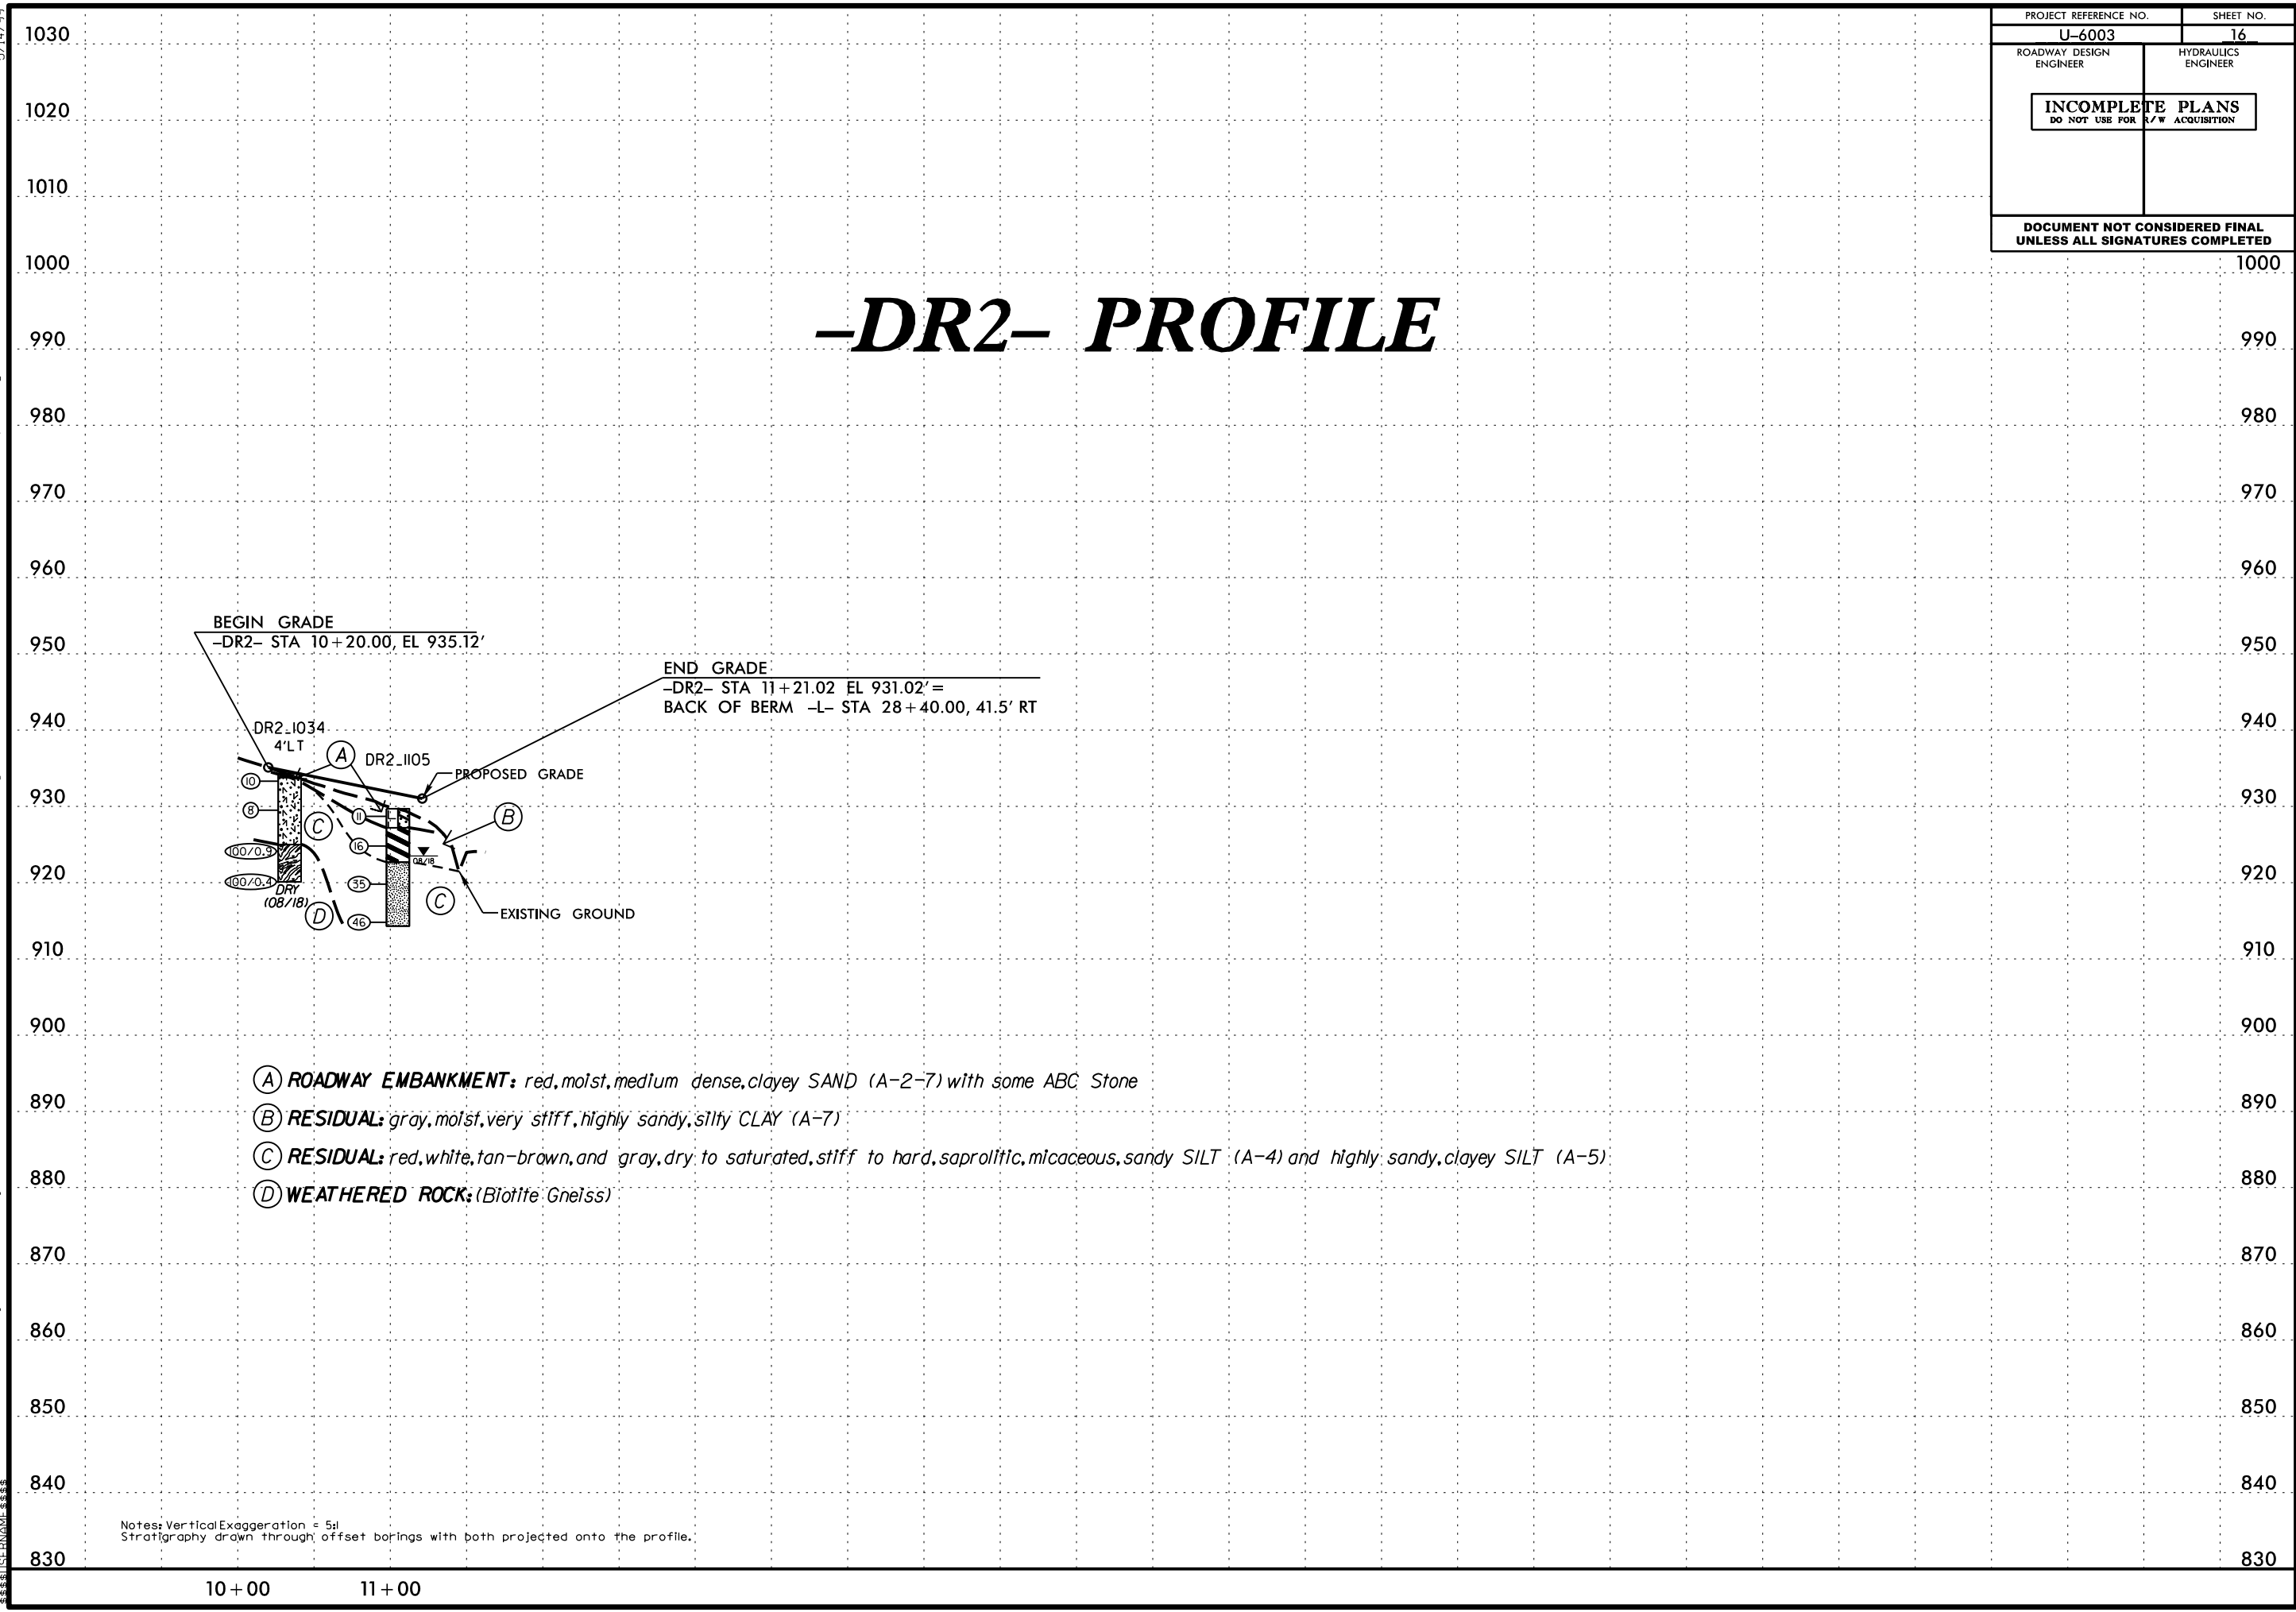 PROJECT REFERENCE NO. SHEET NO.
U-6003 16
ROADWAY DESIGN ENGINEER
HYDRAULICS ENGINEER
INCOMPLETE PLANS
DO NOT USE FOR R/W ACQUISITION
DOCUMENT NOT CONSIDERED FINAL
UNLESS ALL SIGNATURES COMPLETED
–DR2– PROFILE
1030
1020
1010
1000 1000
990 990
980 980
970 970
960 960
950 950
940 940
930 930
920 920
910 910
900 900
890 890
880 880
870 870
860 860
850 850
840 840
830 830
BEGIN GRADE
–DR2– STA 10+20.00, EL 935.12'
END GRADE
–DR2– STA 11+21.02 EL 931.02' =
BACK OF BERM –L– STA 28+40.00, 41.5' RT
DR2_1034
4'LT
A
DR2_1105
PROPOSED GRADE
10
8
C
11
B
100/0.9
16
08/18
100/0.4
DRY
(08/18)
35
C
D
46
EXISTING GROUND
A ROADWAY EMBANKMENT: red, moist, medium dense, clayey SAND (A-2-7) with some ABC Stone
B RESIDUAL: gray, moist, very stiff, highly sandy, silty CLAY (A-7)
C RESIDUAL: red, white, tan-brown, and gray, dry to saturated, stiff to hard, saprolitic, micaceous, sandy SILT (A-4) and highly sandy, clayey SILT (A-5)
D WEATHERED ROCK: (Biotite Gneiss)
Notes: Vertical Exaggeration = 5:1
Stratigraphy drawn through offset borings with both projected onto the profile.
10+00 11+00